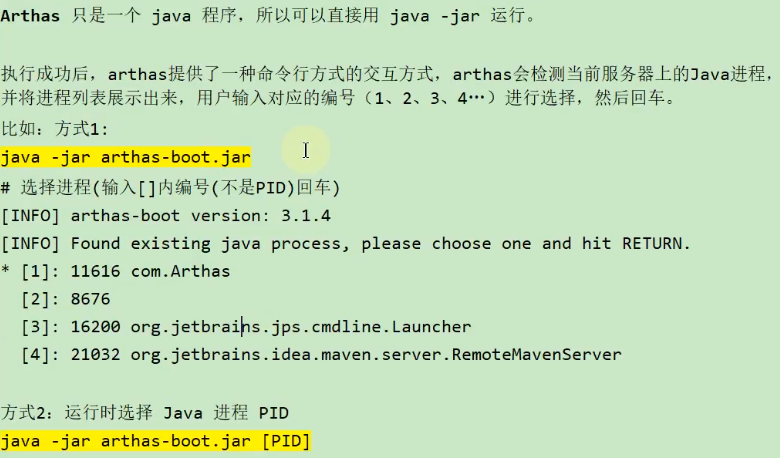 Arthas 只是一个 java 程序，所以可以直接用 java -jar 运行。
执行成功后，arthas提供了一种命令行方式的交互方式，arthas会检测当前服务器上的Java进程，
并将进程列表展示出来，用户输入对应的编号（1、2、3、4…）进行选择，然后回车。
比如：方式1:
java -jar arthas-boot.jar
# 选择进程(输入[]内编号(不是PID)回车)
[INFO] arthas-boot version: 3.1.4
[INFO] Found existing java process, please choose one and hit RETURN.
* [1]: 11616 com.Arthas
[2]: 8676
[3]: 16200 org.jetbrains.jps.cmdline.Launcher
[4]: 21032 org.jetbrains.idea.maven.server.RemoteMavenServer
方式2：运行时选择 Java 进程 PID
java -jar arthas-boot.jar [PID]